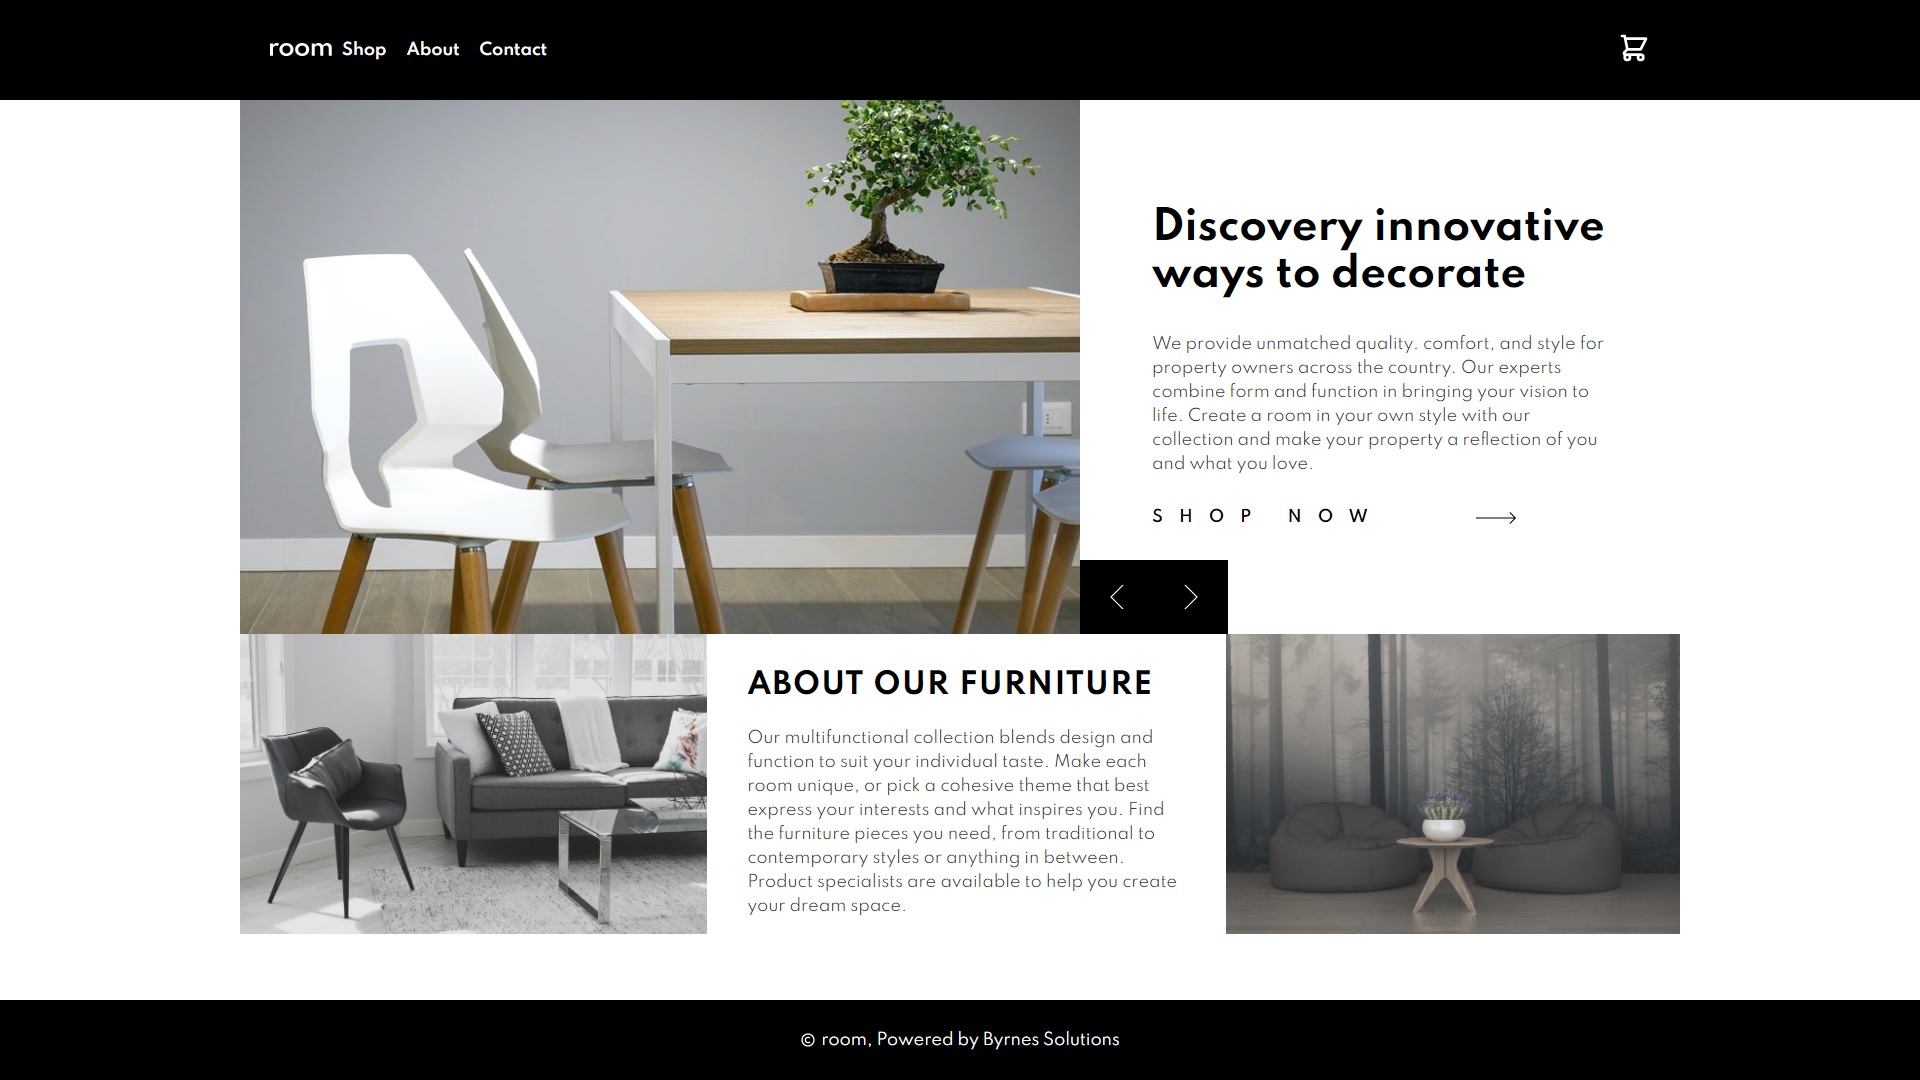 room Shop About Contact
Discovery innovative
ways to decorate
We provide unmatched quality. comfort, and style for
property owners across the country. Our experts
combine form and function in bringing your vision to
life. Create a room in your own style with our
collection and make your property a reflection of you
and what you love.
SHOP NOW
ABOUT OUR FURNITURE
Our multifunctional collection blends design and
function to suit your individual taste. Make each
room unique, or pick a cohesive theme that best
express your interests and what inspires you. Find
the furniture pieces you need, from traditional to
contemporary styles or anything in between.
Product specialists are available to help you create
your dream space.
© room, Powered by Byrnes Solutions